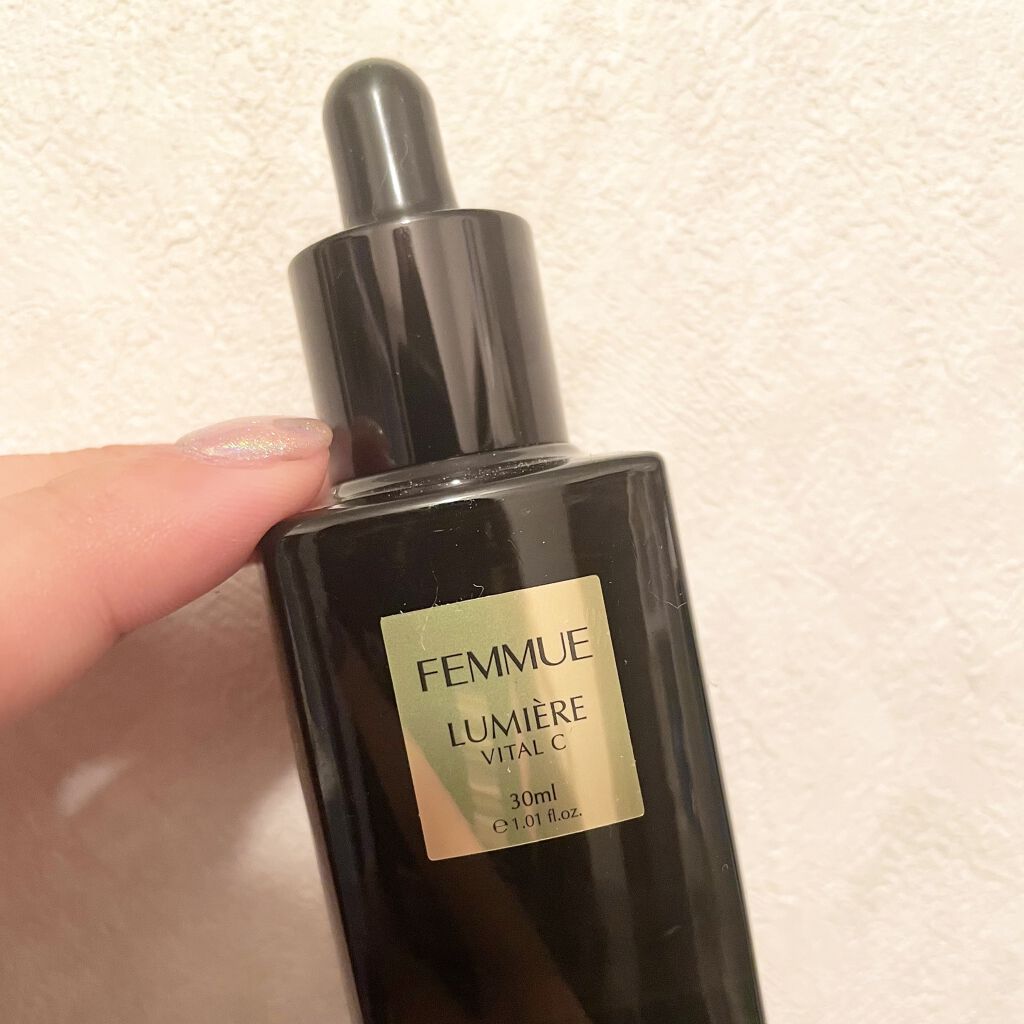 FEMMUE
LUMIÈRE
VITAL C
30ml
℮ 1.01 fl.oz.